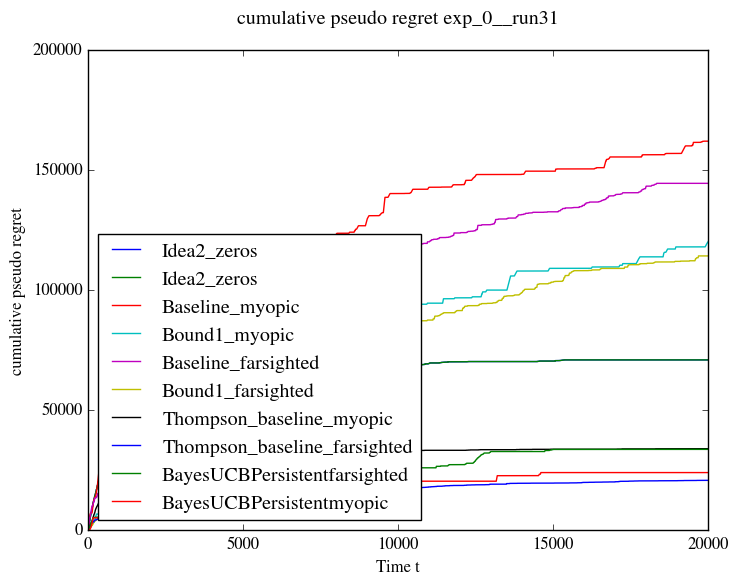 cumulative pseudo regret exp_0__run31
200000
150000
100000
50000
0
cumulative pseudo regret
Idea2_zeros
Idea2_zeros
Baseline_myopic
Bound1_myopic
Baseline_farsighted
Bound1_farsighted
Thompson_baseline_myopic
Thompson_baseline_farsighted
BayesUCBPersistentfarsighted
BayesUCBPersistentmyopic
0 5000 10000 15000 20000
Time t